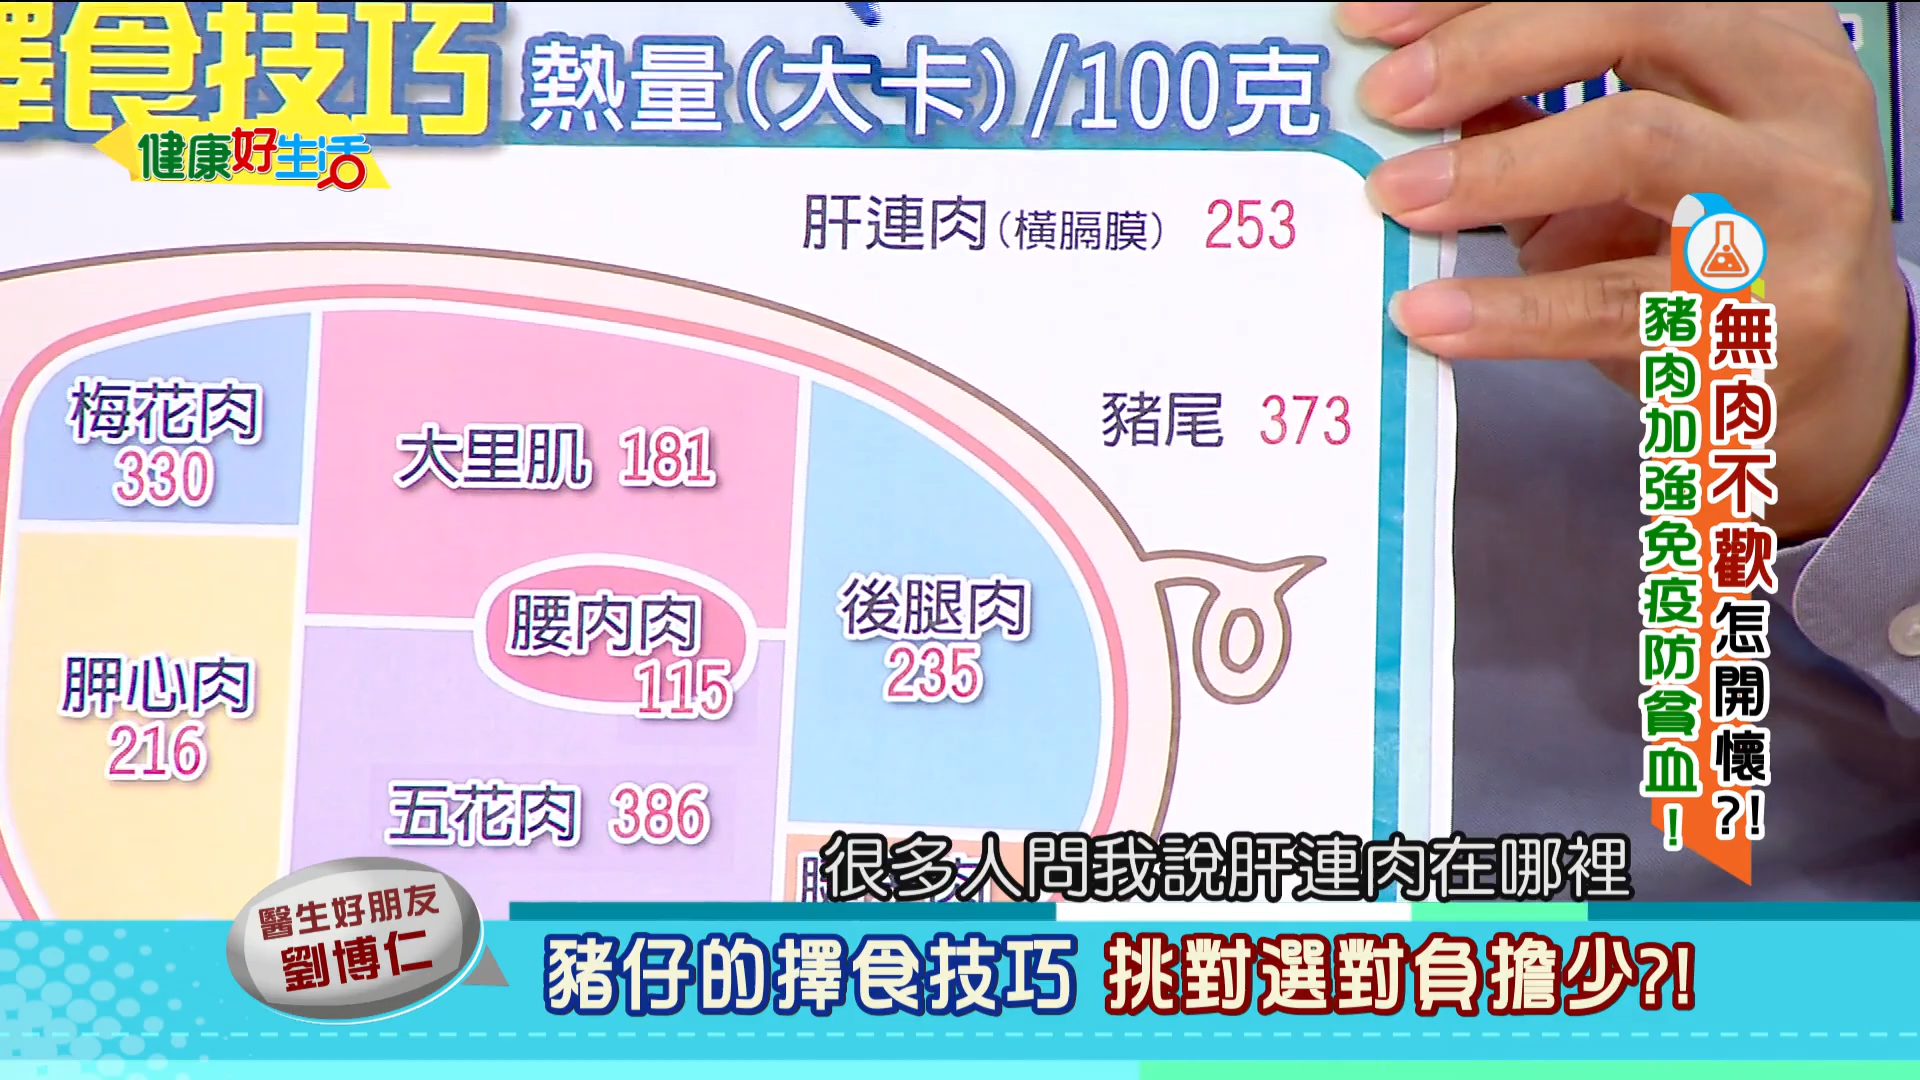 擇食技巧 熱量(大卡)/100克
健康好生活
肝連肉(橫膈膜) 253
豬尾 373
梅花肉
330
大里肌 181
腰內肉
115
後腿肉
235
胛心肉
216
五花肉 386
無肉不歡怎開懷?!
豬肉加強免疫防貧血!
很多人問我說肝連肉在哪裡
醫生好朋友
劉博仁
豬仔的擇食技巧 挑對選對負擔少?!